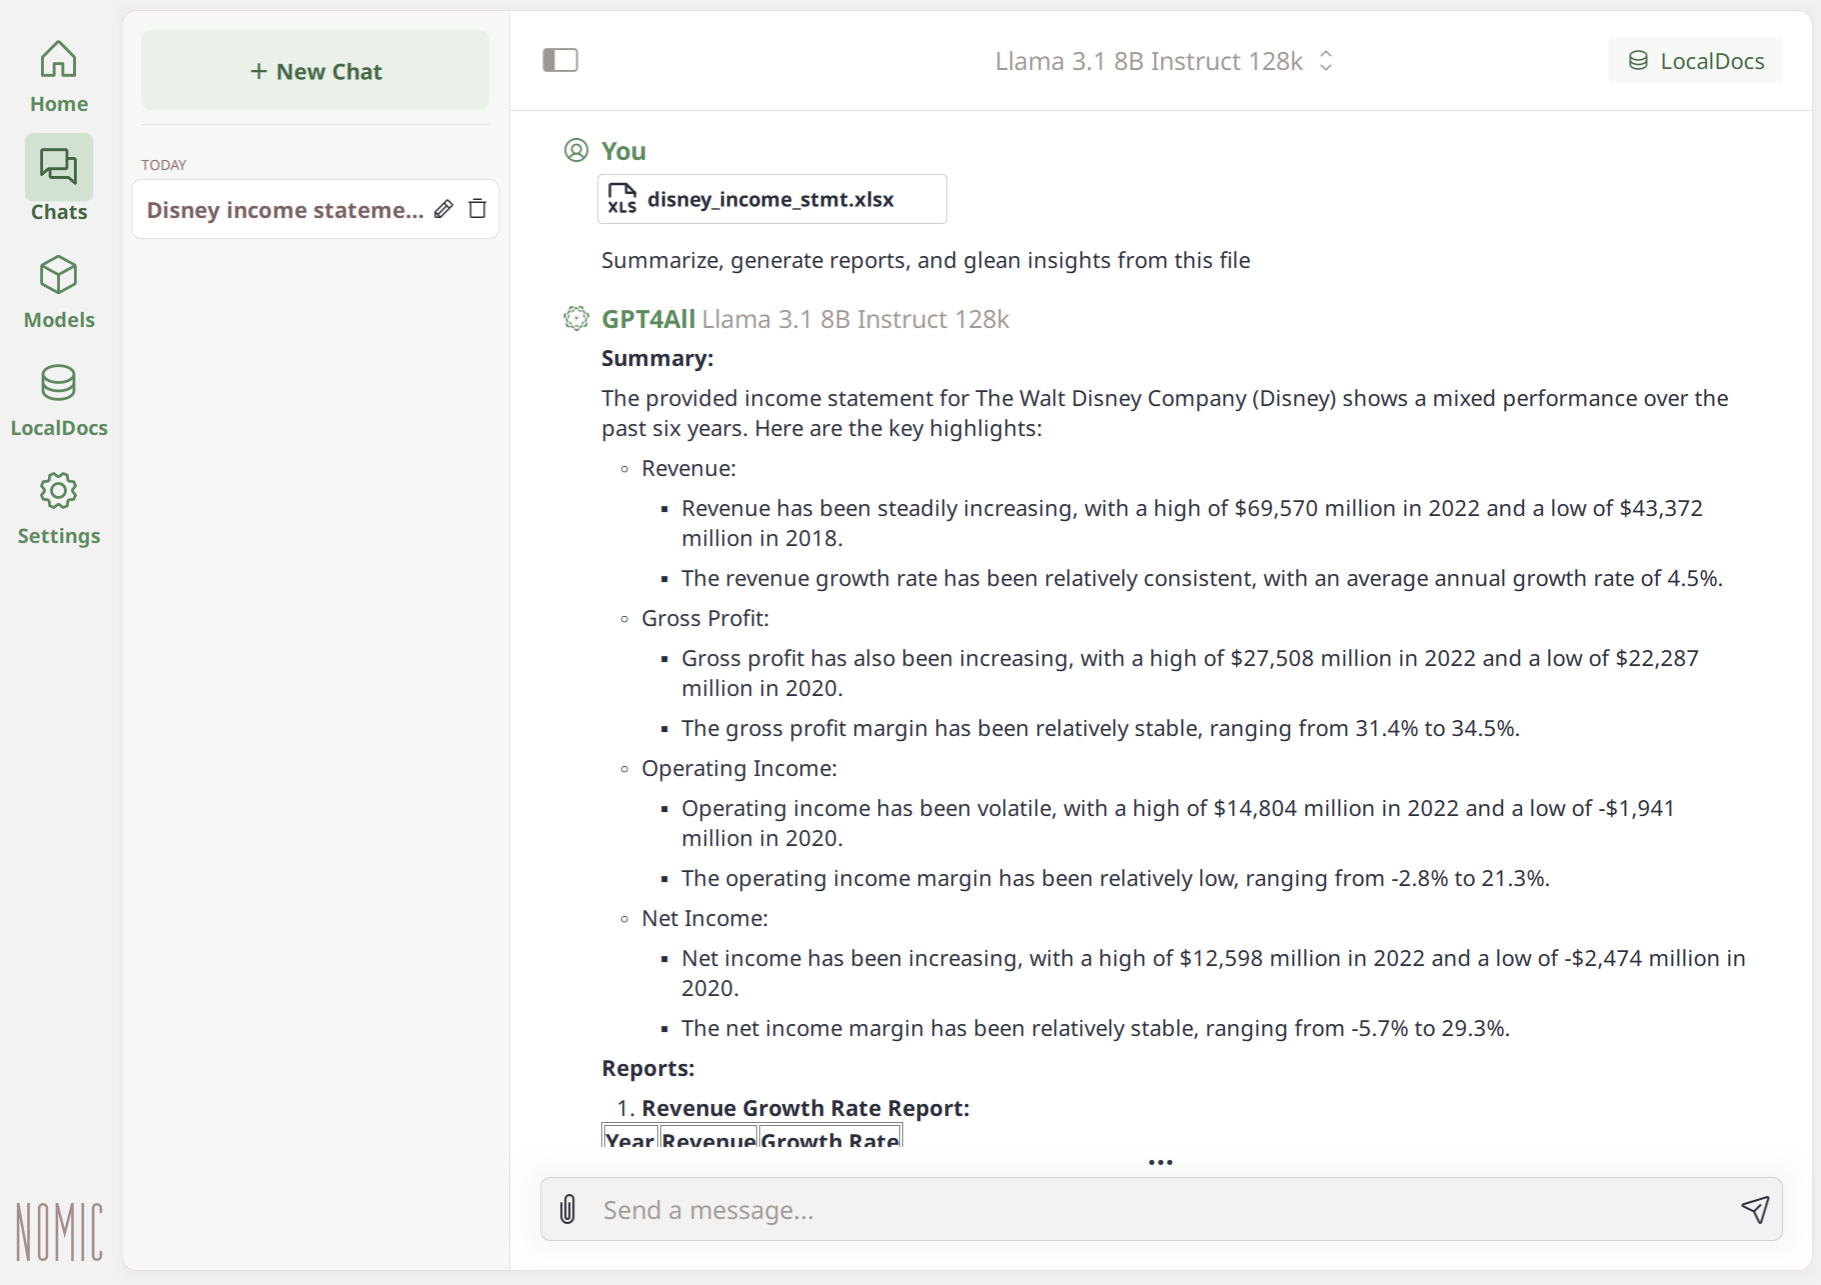 Home
Chats
Models
LocalDocs
Settings
NOMIC
+ New Chat
TODAY
Disney income stateme...
Llama 3.1 8B Instruct 128k
LocalDocs
You
XLS disney_income_stmt.xlsx
Summarize, generate reports, and glean insights from this file
GPT4All Llama 3.1 8B Instruct 128k
Summary:
The provided income statement for The Walt Disney Company (Disney) shows a mixed performance over the
past six years. Here are the key highlights:
◦ Revenue:
▪ Revenue has been steadily increasing, with a high of $69,570 million in 2022 and a low of $43,372
million in 2018.
▪ The revenue growth rate has been relatively consistent, with an average annual growth rate of 4.5%.
◦ Gross Profit:
▪ Gross profit has also been increasing, with a high of $27,508 million in 2022 and a low of $22,287
million in 2020.
▪ The gross profit margin has been relatively stable, ranging from 31.4% to 34.5%.
◦ Operating Income:
▪ Operating income has been volatile, with a high of $14,804 million in 2022 and a low of -$1,941
million in 2020.
▪ The operating income margin has been relatively low, ranging from -2.8% to 21.3%.
◦ Net Income:
▪ Net income has been increasing, with a high of $12,598 million in 2022 and a low of -$2,474 million in
2020.
▪ The net income margin has been relatively stable, ranging from -5.7% to 29.3%.
Reports:
1. Revenue Growth Rate Report:
Year Revenue Growth Rate
•••
Send a message...